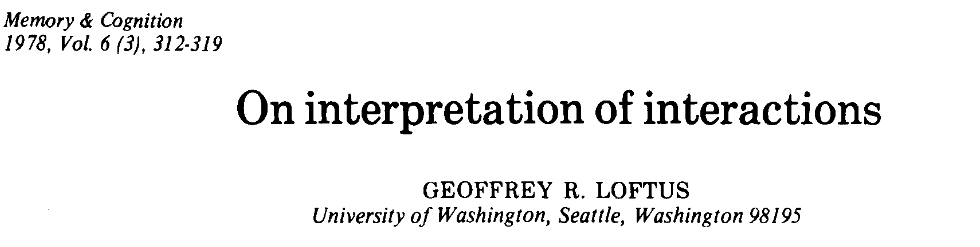 Memory & Cognition
1978, Vol. 6 (3), 312-319
On interpretation of interactions
GEOFFREY R. LOFTUS
University of Washington, Seattle, Washington 98195